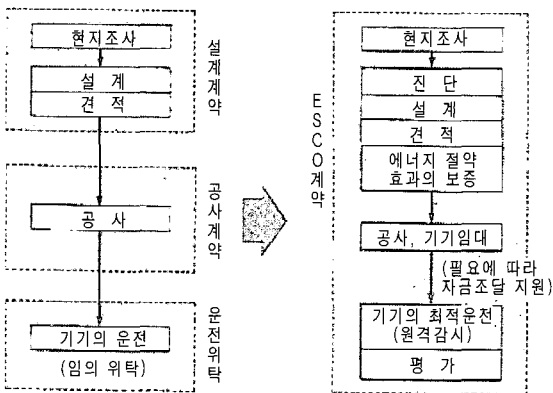 현지조사
설 계
견 적
설계계약
공 사
공사계약
기기의 운전
(임의 위탁)
운전위탁
ESCO계약
현지조사
진 단
설 계
견 적
에너지 절약
효과의 보증
공사, 기기임대
(필요에 따라
자금조달 지원)
기기의 최적운전
(원격감시)
평 가